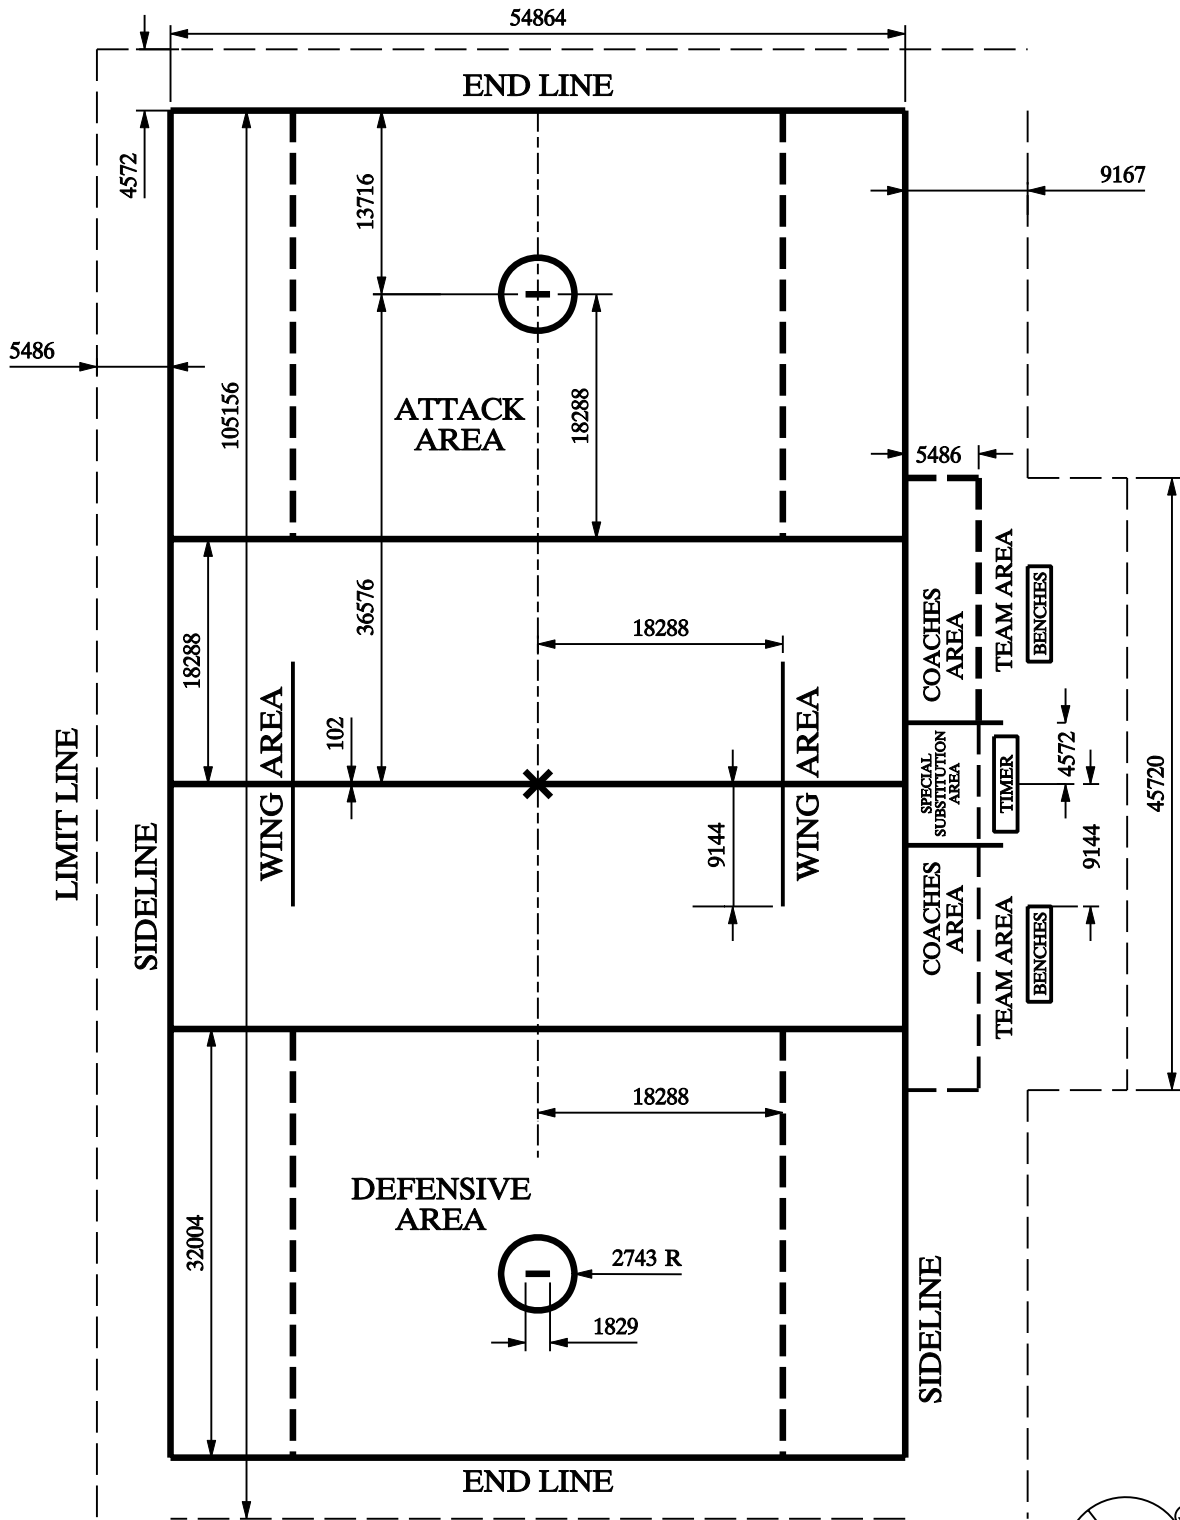 54864
END LINE
4572
13716
9167
5486
105156
ATTACK
AREA
18288
5486
36576
18288
18288
COACHES
AREA
TEAM AREA
BENCHES
LIMIT LINE
SIDELINE
WING AREA
102
9144
WING AREA
SPECIAL
SUBSTITUTION
AREA
TIMER
4572
9144
45720
COACHES
AREA
TEAM AREA
BENCHES
18288
DEFENSIVE
AREA
32004
2743 R
1829
SIDELINE
END LINE